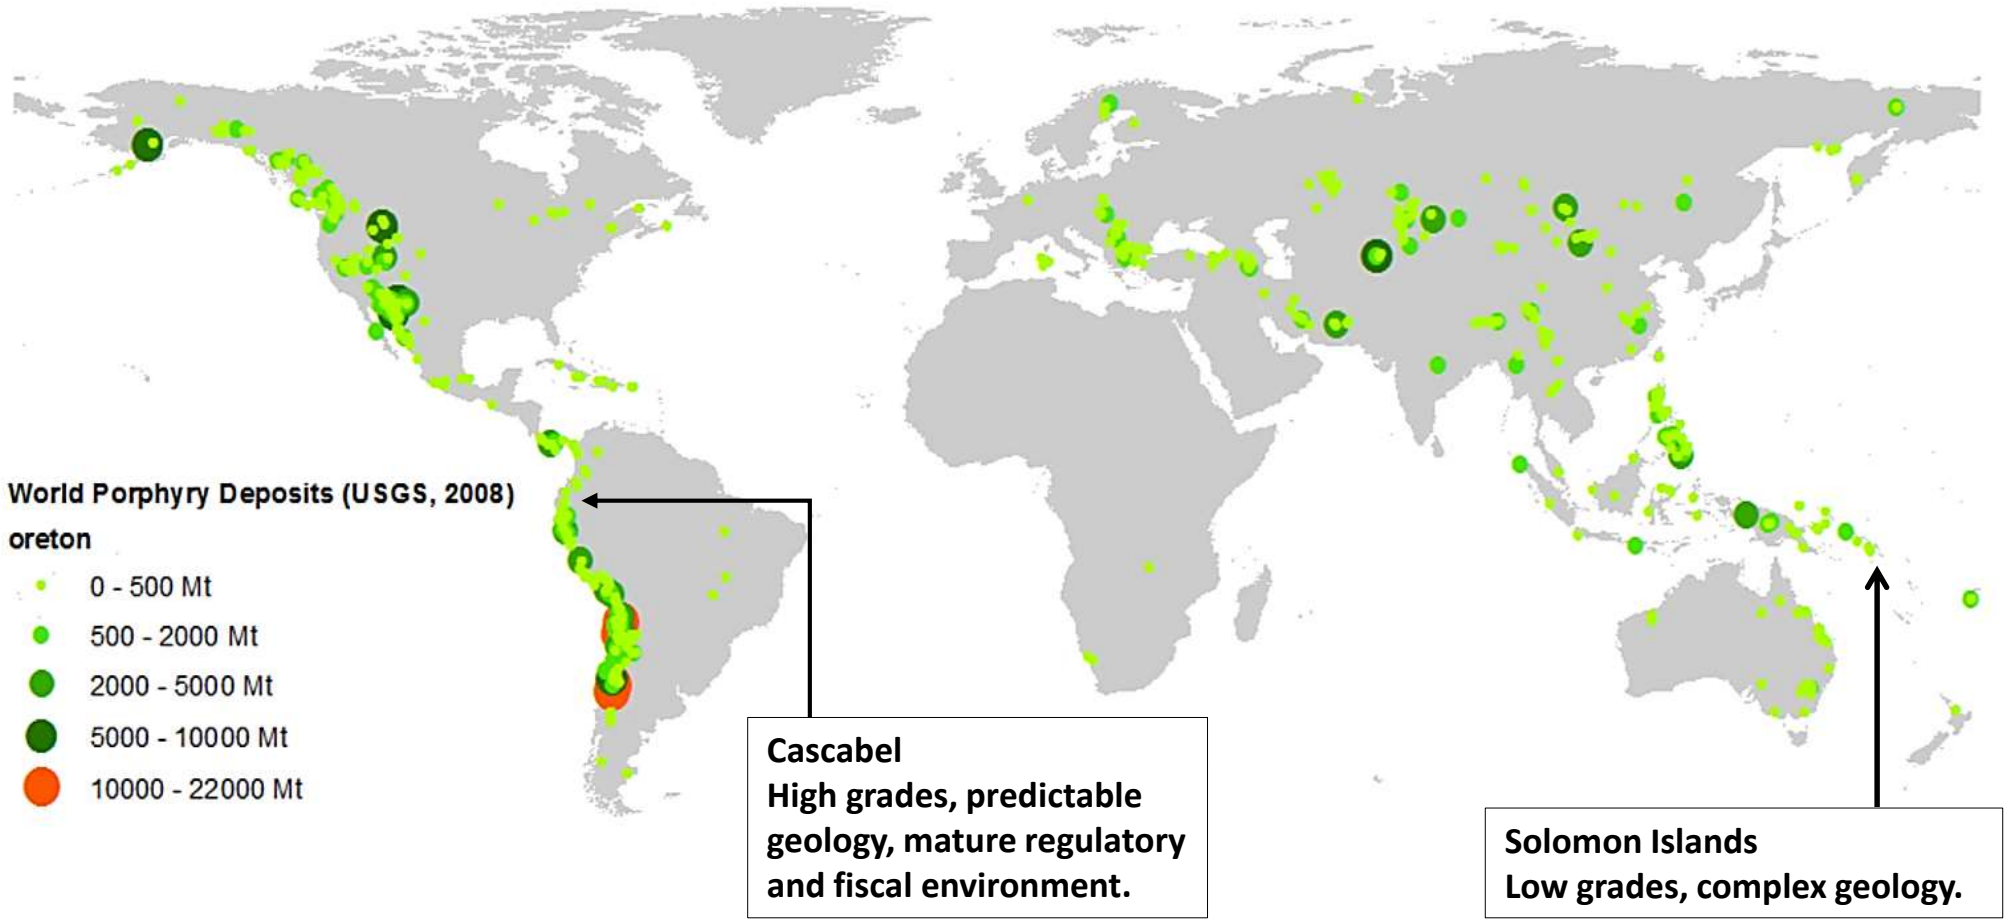 World Porphyry Deposits (USGS, 2008)
oreton
0 - 500 Mt
500 - 2000 Mt
2000 - 5000 Mt
5000 - 10000 Mt
10000 - 22000 Mt
Cascabel
High grades, predictable
geology, mature regulatory
and fiscal environment.
Solomon Islands
Low grades, complex geology.